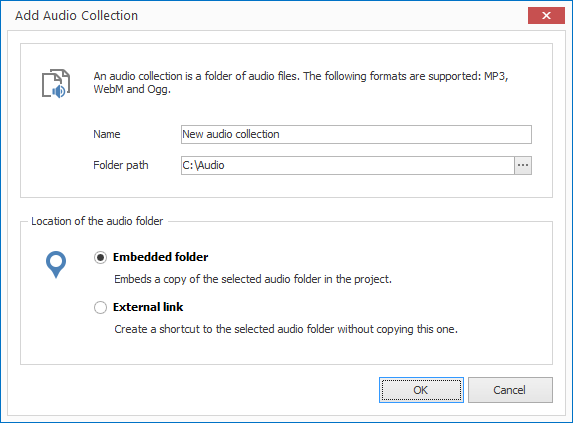 Add Audio Collection
An audio collection is a folder of audio files. The following formats are supported: MP3,
WebM and Ogg.
Name New audio collection
Folder path C:\Audio ...
Location of the audio folder
Embedded folder
Embeds a copy of the selected audio folder in the project.
External link
Create a shortcut to the selected audio folder without copying this one.
OK Cancel